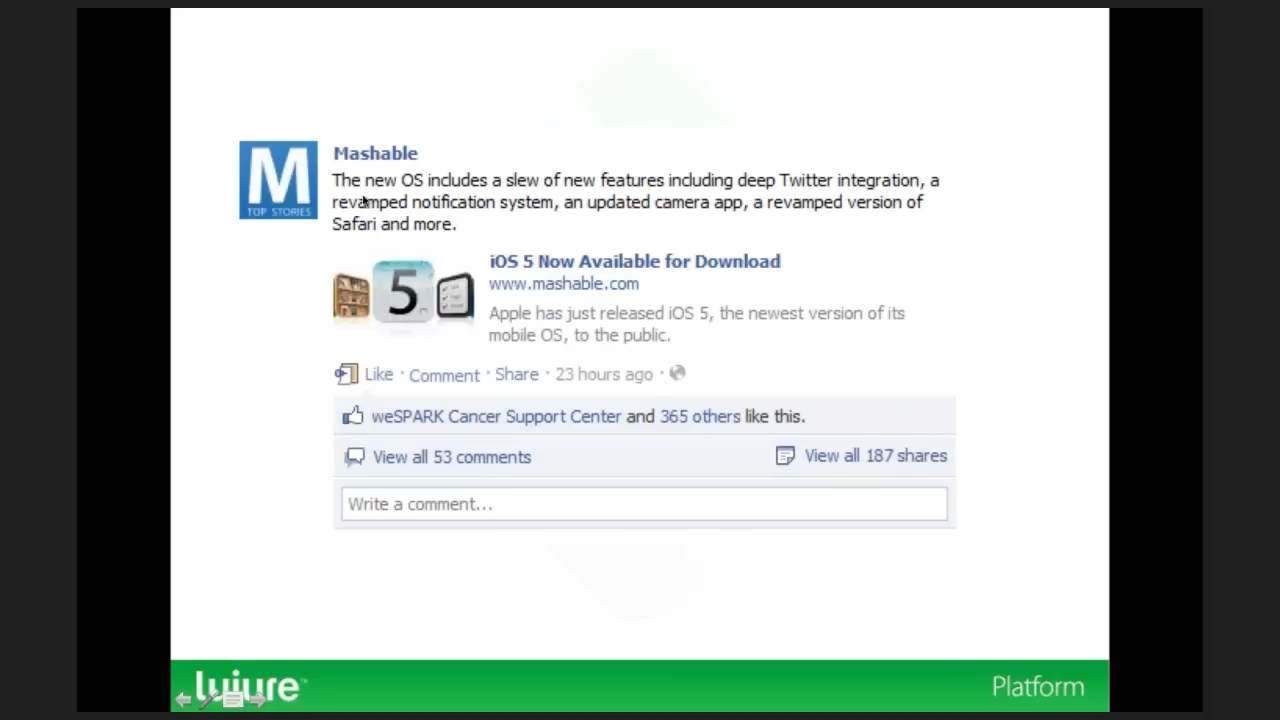 M
TOP STORIES
Mashable
The new OS includes a slew of new features including deep Twitter integration, a
revamped notification system, an updated camera app, a revamped version of
Safari and more.
5
iOS 5 Now Available for Download
www.mashable.com
Apple has just released iOS 5, the newest version of its
mobile OS, to the public.
Like · Comment · Share · 23 hours ago ·
weSPARK Cancer Support Center and 365 others like this.
View all 53 comments
View all 187 shares
Write a comment...
lujure™
Platform